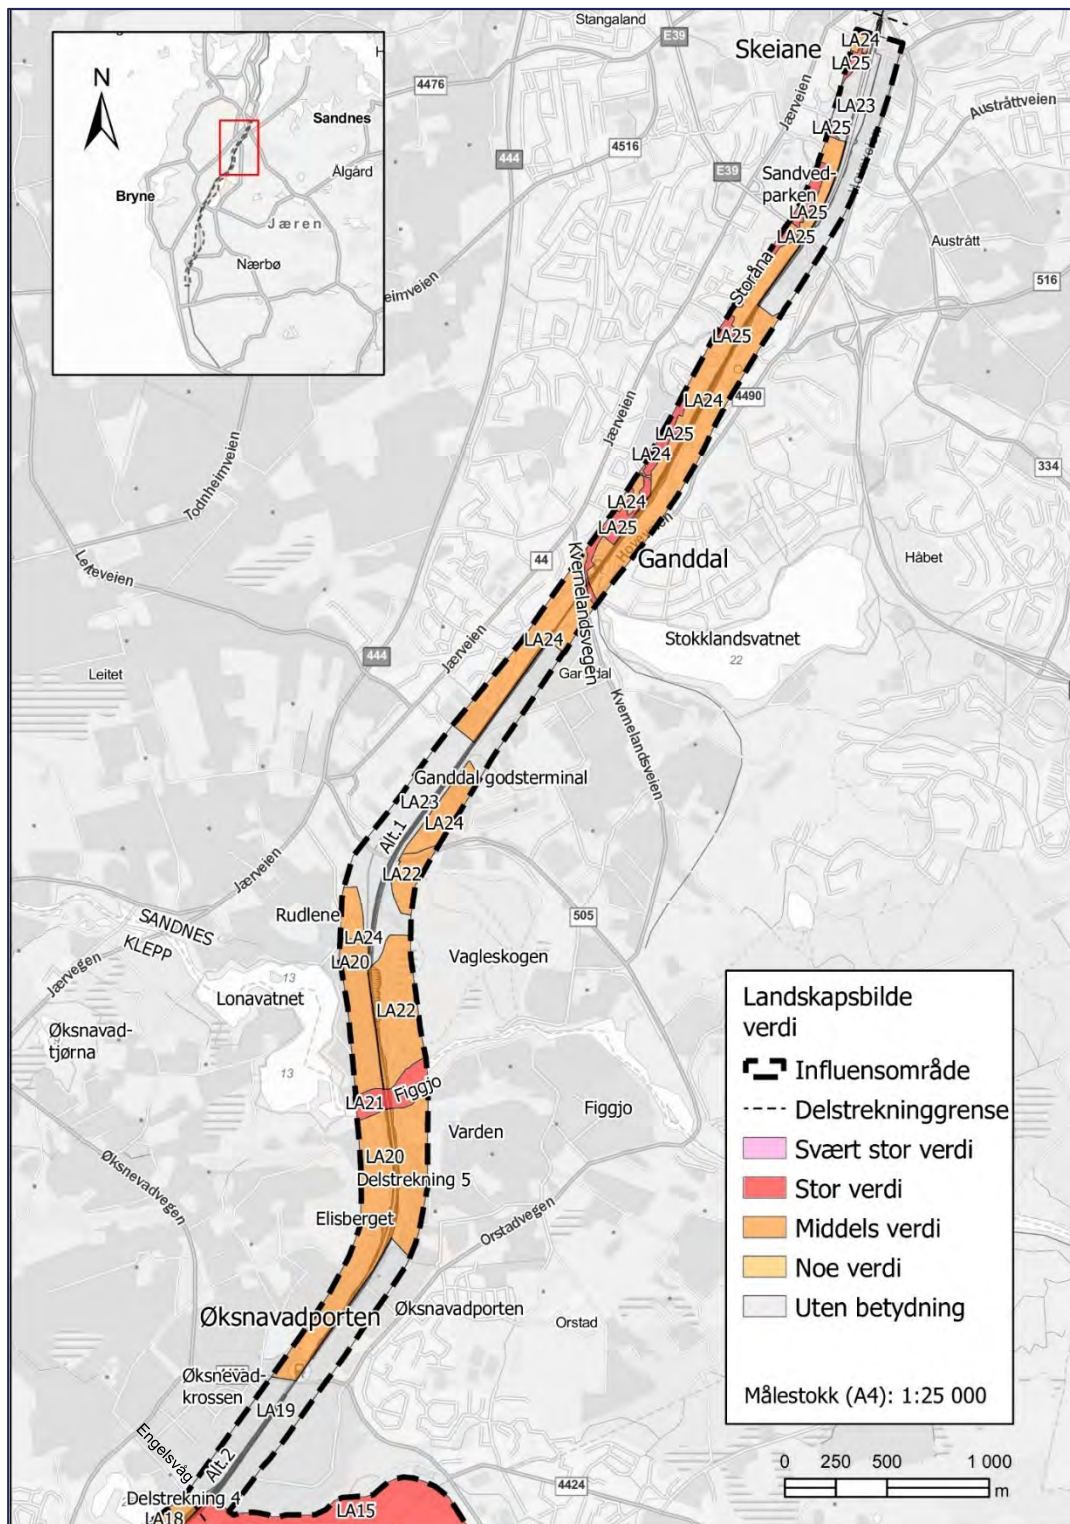 N
Sandnes
Ålgård
Bryne
Jæren
Nærbø
Stangaland
E39
Skeiane
LA24
LA25
4476
Jærveien
LA23
Austråttveien
4516
444
LA25
E39
Sandved-
parken
LA25
LA25
Austrått
Storåna
516
eimveien
LA25
LA24
4490
Jærveien
LA25
LA24
334
Todnheimveien
LA24
LA25
Hoveveien
Ganddal
Håbet
44
Leiteveien
Kvernelandsvegen
LA24
Stokklandsvatnet
22
444
Jærveien
Leitet
Kvernelandsveien
Ganddal godsterminal
LA23
LA24
Alt.1
Jærveien
LA22
Rudlene
505
SANDNES
KLEPP
LA24
Vagleskogen
LA20
Jærvegen
13
Lonavatnet
LA22
Øksnavad-
tjørna
13
Figgjo
LA21
Figgjo
Varden
LA20
Delstrekning 5
Øksnevadvegen
Elisberget
Orstadvegen
Øksnavadporten
Øksnavadporten
Orstad
Øksnevad-
krossen
LA19
Engelsvåg
Alt.2
4424
Delstrekning 4
LA18
LA15
Landskapsbilde
verdi
Influensområde
Delstrekninggrense
Svært stor verdi
Stor verdi
Middels verdi
Noe verdi
Uten betydning
Målestokk (A4): 1:25 000
0 250 500 1 000
m